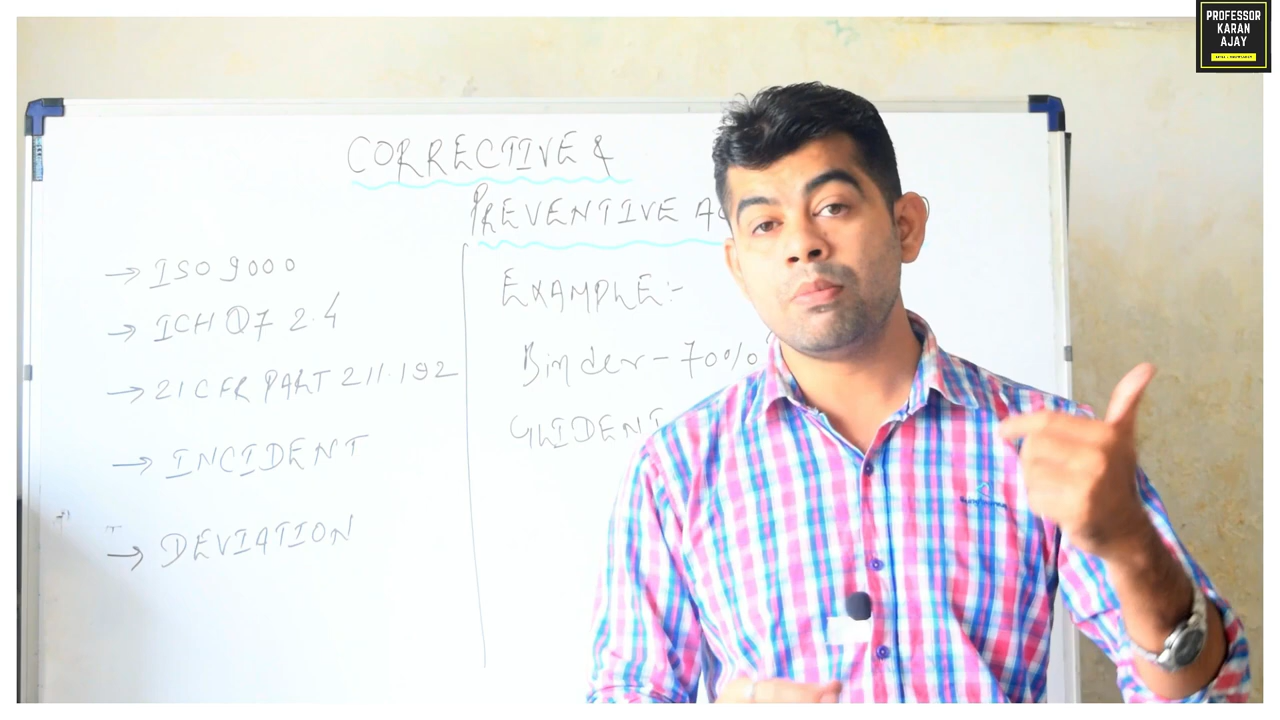 PROFESSOR
KARAN
AJAY
CORRECTIVE &
PREVENTIVE
→ ISO 9000
→ ICH Q7 2.4
→ 21 CFR PART 211.192
→ INCIDENT
→ DEVIATION
EXAMPLE:-
Binder - 70%
GLIDENT